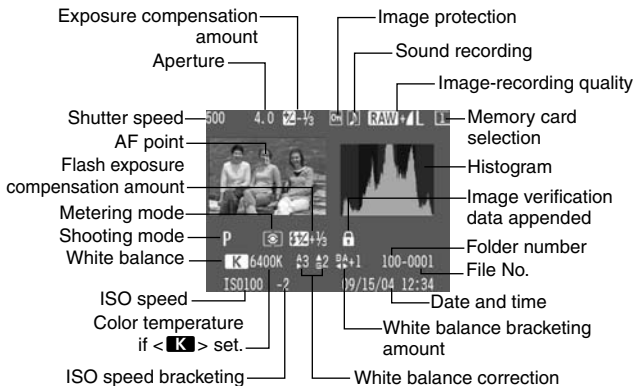 Exposure compensation amount
Image protection
Aperture
Sound recording
Image-recording quality
Shutter speed
500 4.0 -⅓ RAW+ L 1
Memory card selection
AF point
Histogram
Flash exposure compensation amount
Image verification data appended
Metering mode
Shooting mode
P +⅓
Folder number
White balance
K 6400K A3 G2 +1 100-0001
File No.
ISO speed
ISO100 -2 09/15/04 12:34
Date and time
Color temperature if < K > set.
White balance bracketing amount
ISO speed bracketing
White balance correction